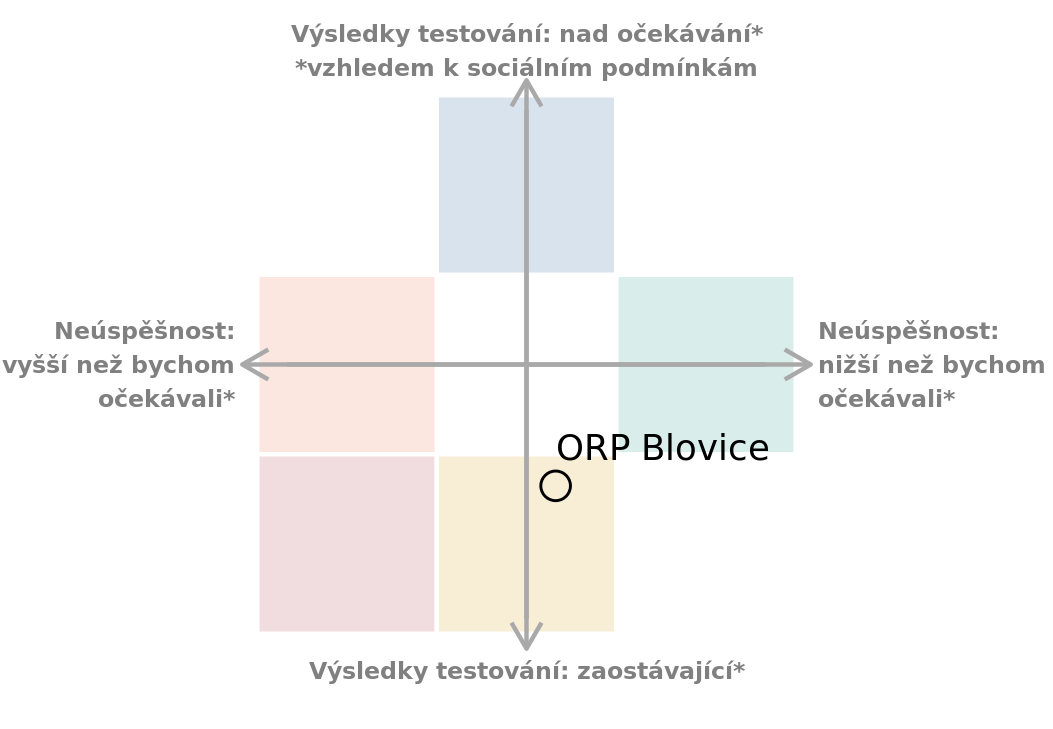 Výsledky testování: nad očekávání*
*vzhledem k sociálním podmínkám
Neúspěšnost:
vyšší než bychom
očekávali*
Neúspěšnost:
nižší než bychom
očekávali*
ORP Blovice
Výsledky testování: zaostávající*